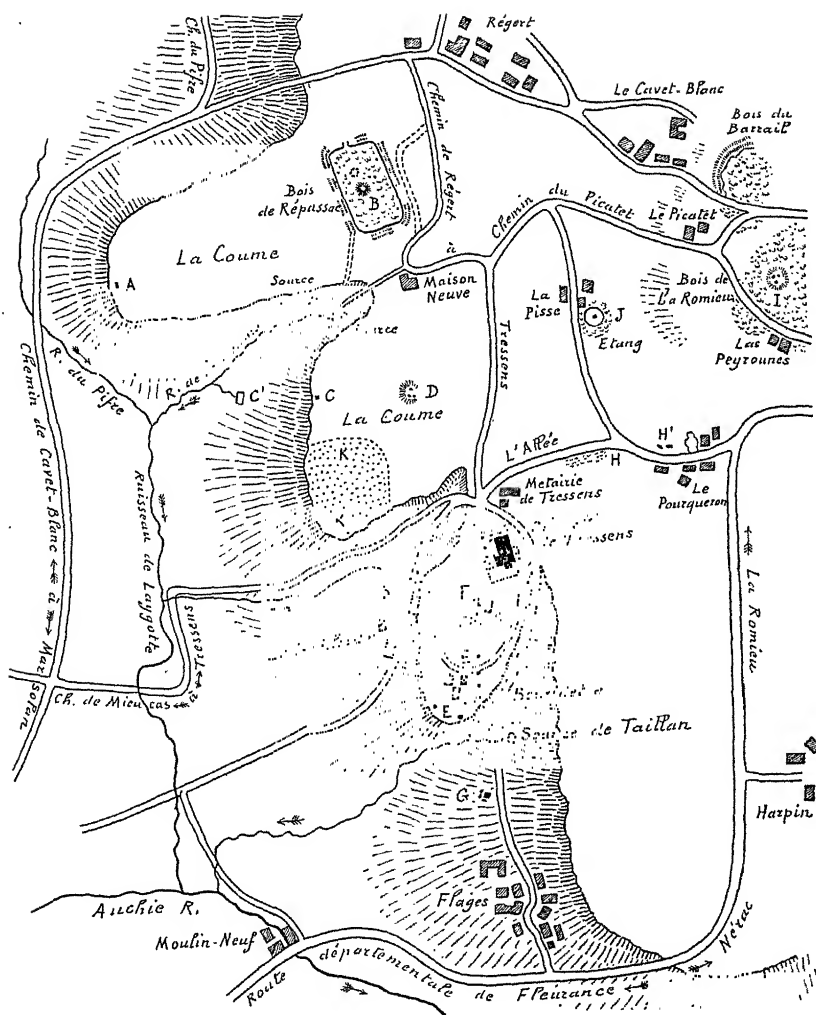 Régert
Ch. du Pifre
Le Cavet-Blanc
Bois du
Barrail
Chemin de Régert
à
Tressens
Bois
de Répassac
B
Chemin du Picatet
Le Picatet
La Coume
A
Source
Maison
Neuve
La
Pisse
J
Etang
Bois de
La Romieu
I
Las
Peyrounes
R. du Pifre
R. de
C'
C
D
La Coume
K
L'Allée
H
H'
Métairie
de Tressens
Le
Pourqueron
Chemin de Cavet-Blanc à Marsolan
Ruisseau de Laygotte
Ch. de Mieucas à Tressens
F
E
La Romieu
Source de Taillan
G
Harpin
Flages
Auchie R.
Moulin-Neuf
Route départementale de Fleurance
Nérac